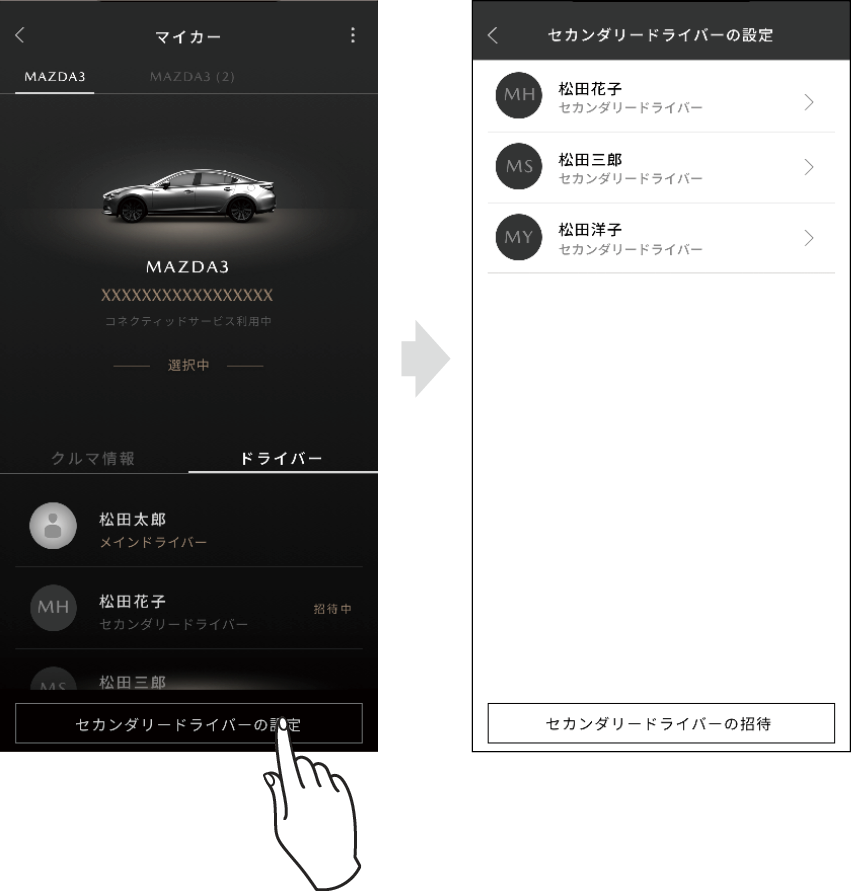 マイカー
MAZDA3
MAZDA3 (2)
MAZDA3
XXXXXXXXXXXXXXXXX
コネクティッドサービス利用中
選択中
クルマ情報
ドライバー
松田太郎
メインドライバー
MH
松田花子
セカンダリードライバー
招待中
MS
松田三郎
セカンダリードライバーの設定
セカンダリードライバーの設定
MH
松田花子
セカンダリードライバー
MS
松田三郎
セカンダリードライバー
MY
松田洋子
セカンダリードライバー
セカンダリードライバーの招待